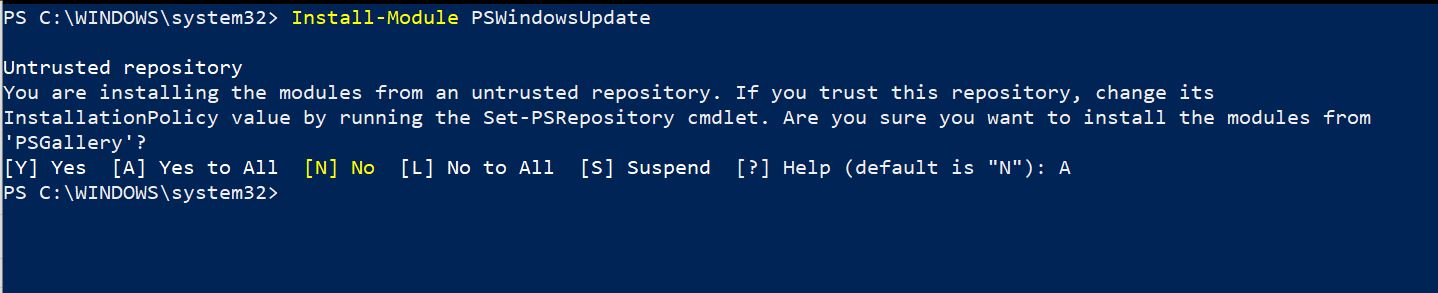 PS C:\WINDOWS\system32> Install-Module PSWindowsUpdate
Untrusted repository
You are installing the modules from an untrusted repository. If you trust this repository, change its
InstallationPolicy value by running the Set-PSRepository cmdlet. Are you sure you want to install the modules from
'PSGallery'?
[Y] Yes  [A] Yes to All  [N] No  [L] No to All  [S] Suspend  [?] Help (default is "N"): A
PS C:\WINDOWS\system32>